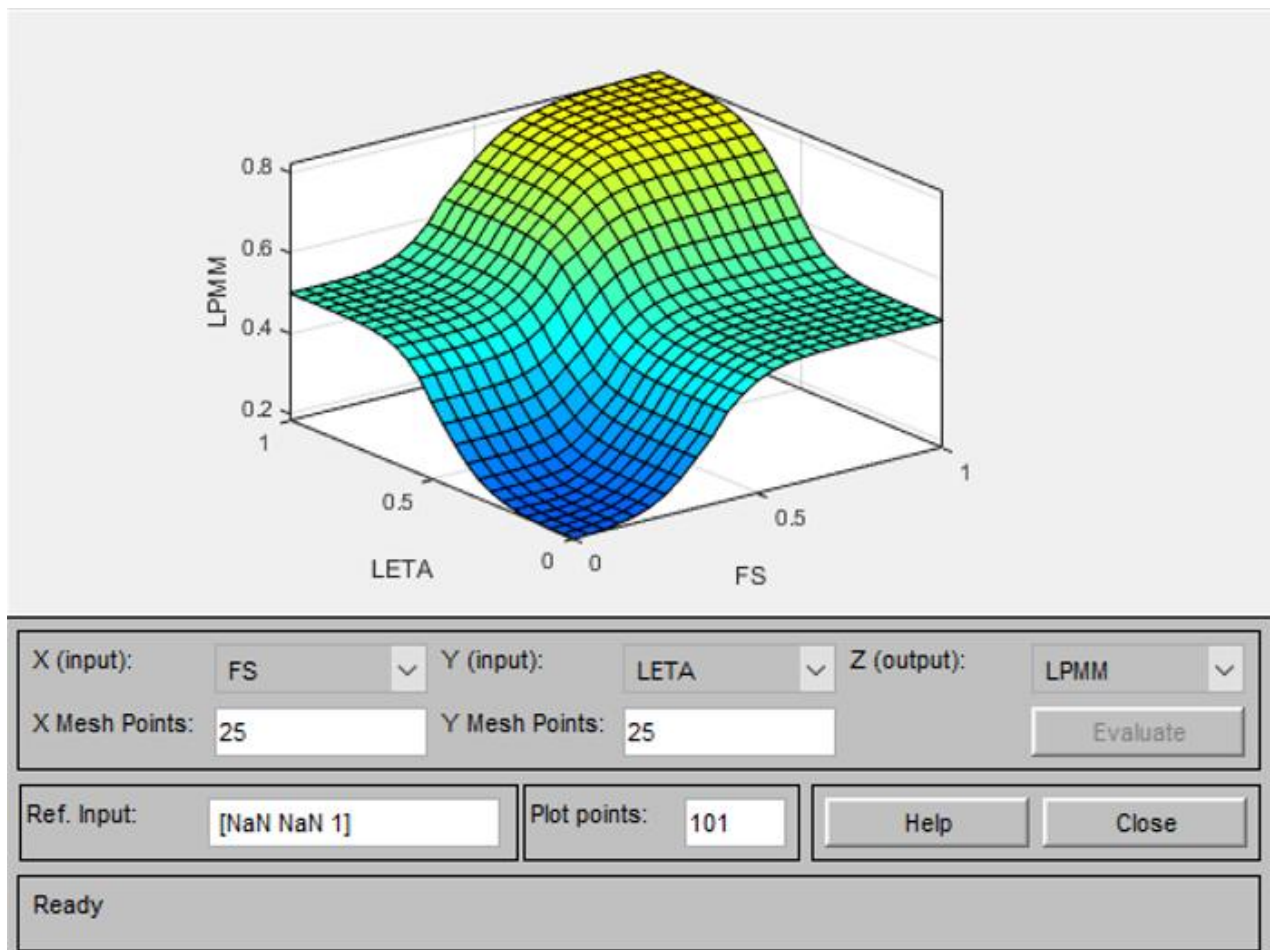 0.8
0.6
0.4
0.2
LPMM
1
0.5
0
LETA
0
0.5
1
FS
X (input): FS Y (input): LETA Z (output): LPMM
X Mesh Points: 25 Y Mesh Points: 25 Evaluate
Ref. Input: [NaN NaN 1] Plot points: 101 Help Close
Ready